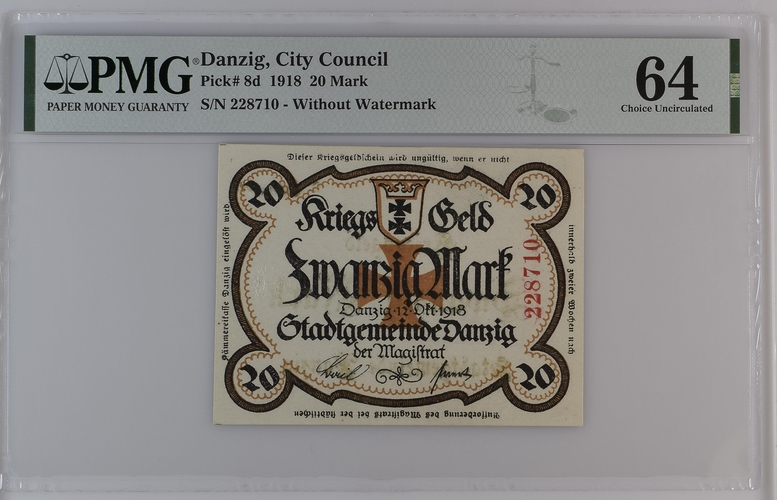 PMG
PAPER MONEY GUARANTY
Danzig, City Council
Pick# 8d 1918 20 Mark
S/N 228710 - Without Watermark
64
Choice Uncirculated
Dieser Kriegsgeldschein wird ungültig, wenn er nicht
innerhalb zweier Wochen nach
Aufforderung des Magistrats bei der städtischen
Kämmereikasse Danzig eingelöst wird
20
20
Kriegs Geld
Zwanzig Mark
Danzig·12·Okt·1918
Stadtgemeinde Danzig
der Magistrat
228710
20
20